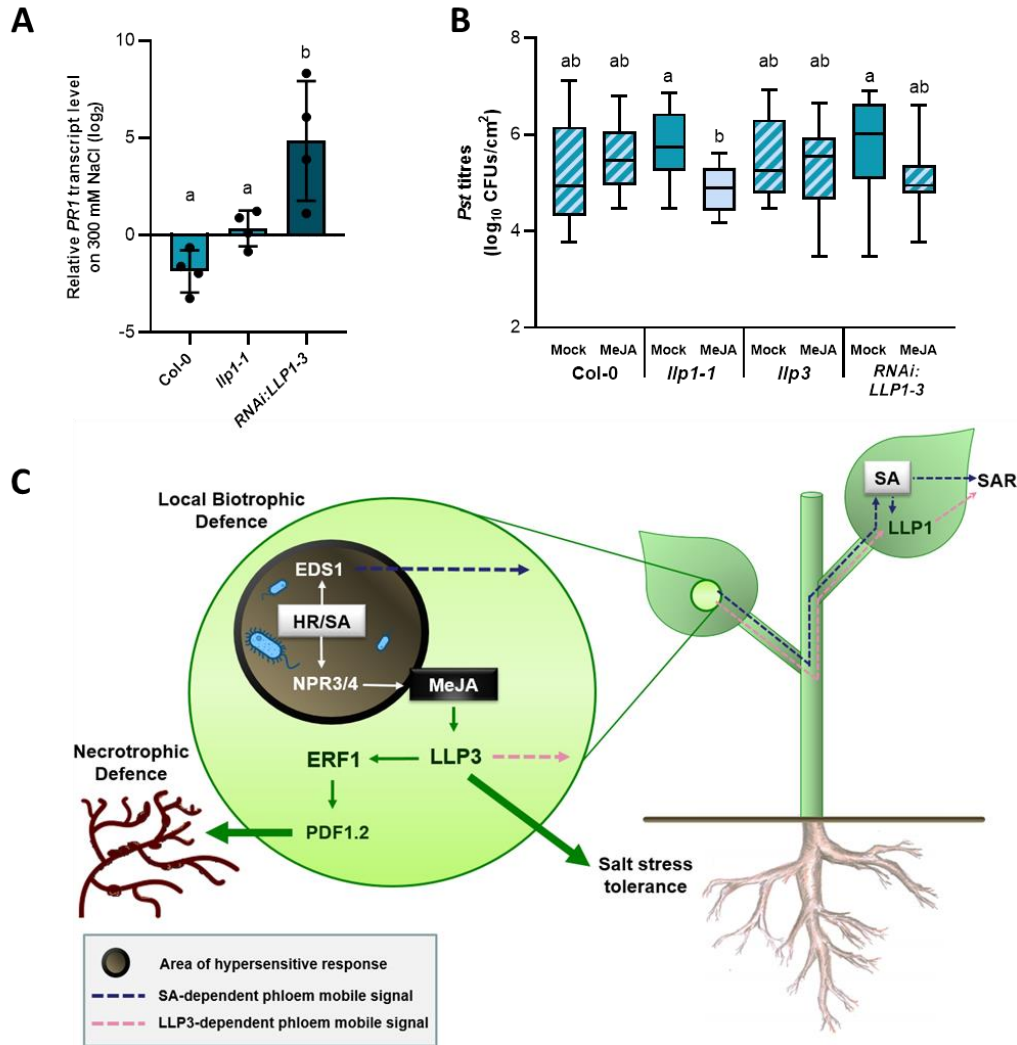 A
Relative PR1 transcript level
on 300 mM NaCl (log2)
10
5
0
-5
a
a
b
Col-0
llp1-1
RNAi:LLP1-3
B
Pst titres
(log10 CFUs/cm2)
8
6
4
2
ab
ab
a
b
ab
ab
a
ab
Mock
MeJA
Mock
MeJA
Mock
MeJA
Mock
MeJA
Col-0
llp1-1
llp3
RNAi:
LLP1-3
C
Local Biotrophic
Defence
EDS1
HR/SA
NPR3/4
MeJA
ERF1
LLP3
PDF1.2
Necrotrophic
Defence
Salt stress
tolerance
SA
SAR
LLP1
Area of hypersensitive response
SA-dependent phloem mobile signal
LLP3-dependent phloem mobile signal